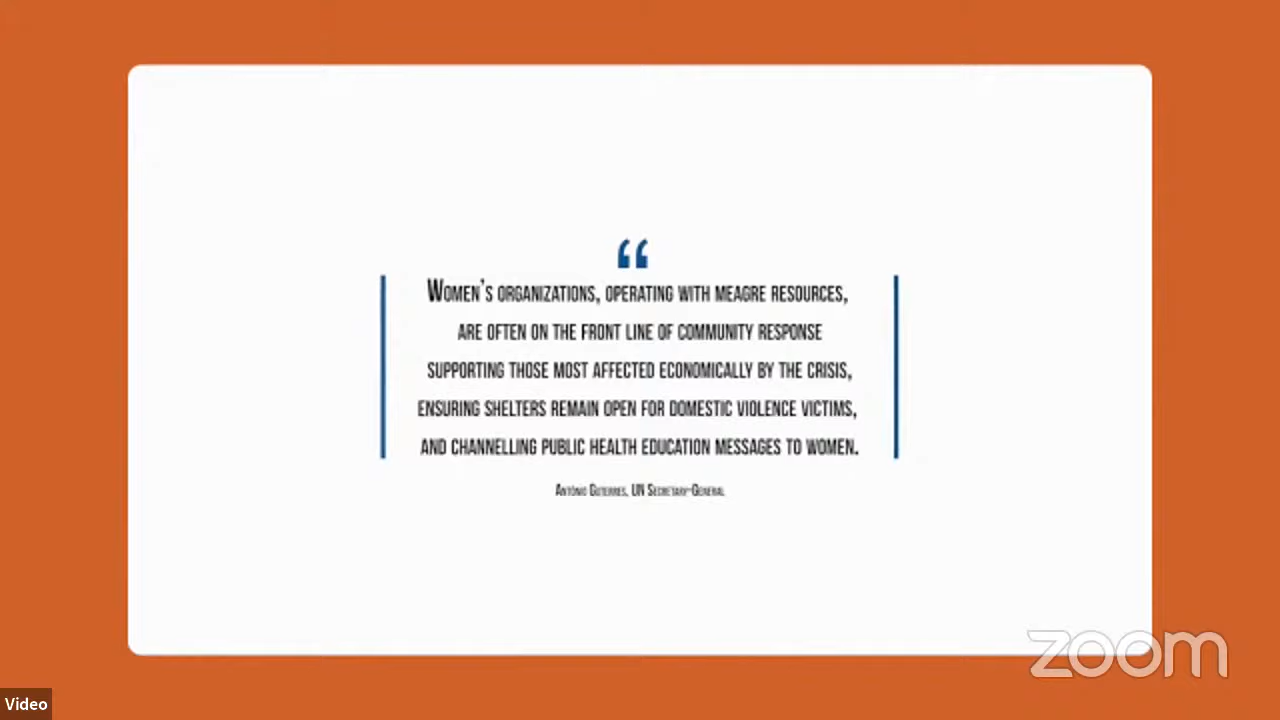 “
Women’s organizations, operating with meagre resources,
are often on the front line of community response
supporting those most affected economically by the crisis,
ensuring shelters remain open for domestic violence victims,
and channelling public health education messages to women.
António Guterres, UN Secretary-General
zoom
Video